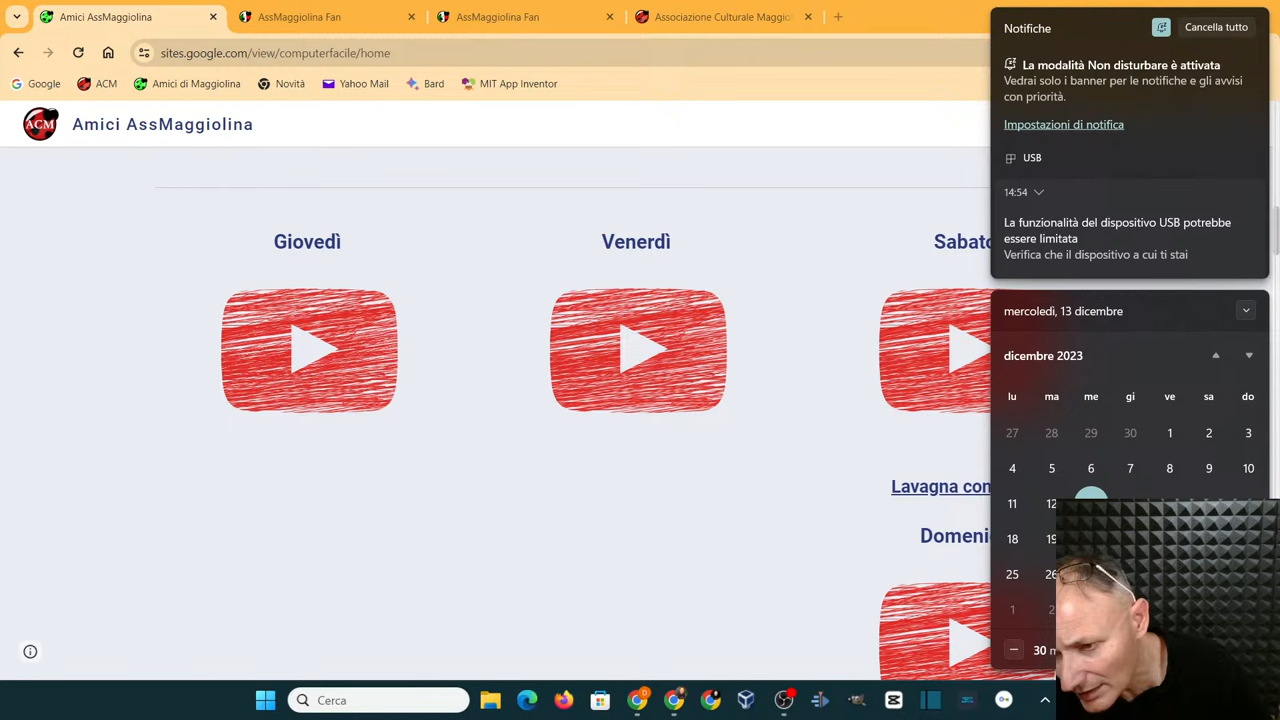 Amici AssMaggiolina
AssMaggiolina Fan
AssMaggiolina Fan
Associazione Culturale Maggio
sites.google.com/view/computerfacile/home
Google
ACM
Amici di Maggiolina
Novità
Yahoo Mail
Bard
MIT App Inventor
ACM
Amici AssMaggiolina
Giovedì
Venerdì
Sabato
Lavagna con
Domeni
Notifiche
Cancella tutto
La modalità Non disturbare è attivata
Vedrai solo i banner per le notifiche e gli avvisi
con priorità.
Impostazioni di notifica
USB
14:54
La funzionalità del dispositivo USB potrebbe
essere limitata
Verifica che il dispositivo a cui ti stai
mercoledì, 13 dicembre
dicembre 2023
lu ma me gi ve sa do
27 28 29 30 1 2 3
4 5 6 7 8 9 10
11 12
18 19
25 26
1
30
Cerca